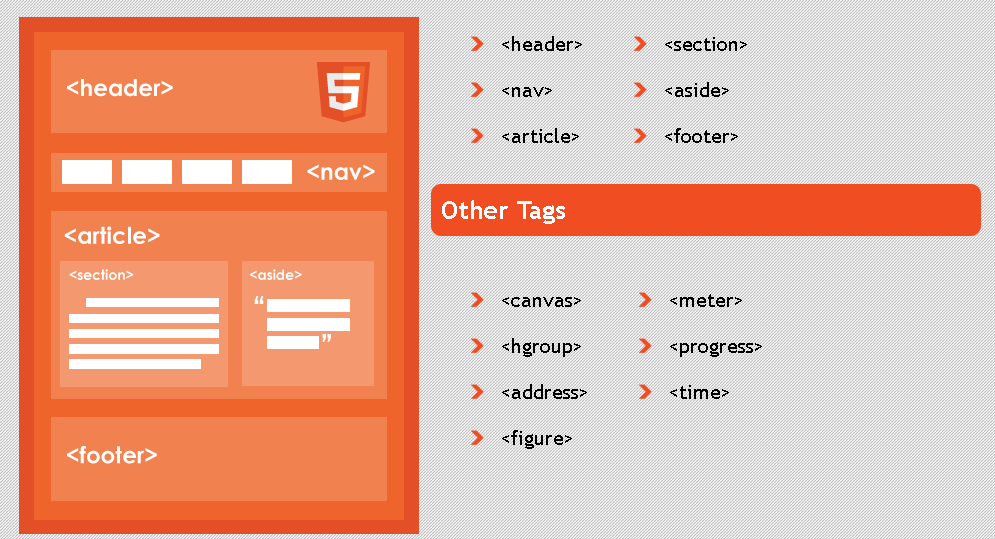 <header>
5
<nav>
<article>
<section>
<aside>
“
”
<footer>
<header> <section>
<nav> <aside>
<article> <footer>
Other Tags
<canvas> <meter>
<hgroup> <progress>
<address> <time>
<figure>